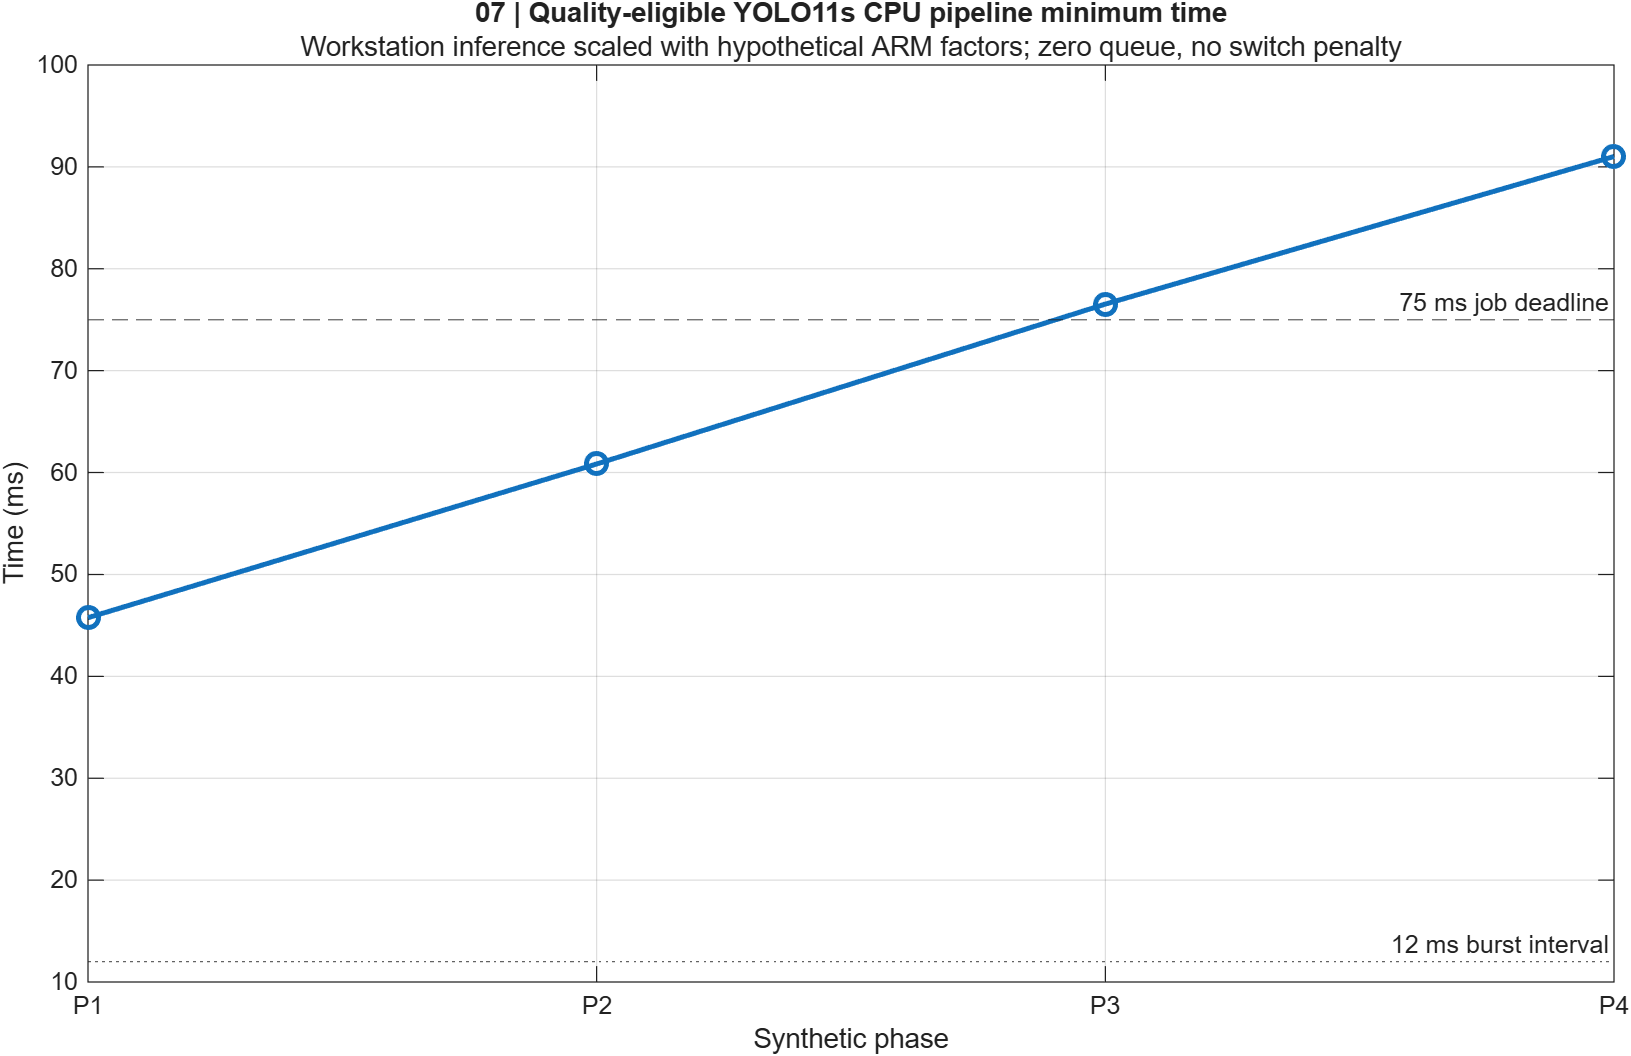 07 | Quality-eligible YOLO11s CPU pipeline minimum time
Workstation inference scaled with hypothetical ARM factors; zero queue, no switch penalty
100
90
80
75 ms job deadline
70
60
Time (ms)
50
40
30
20
12 ms burst interval
10
P1
P2
P3
P4
Synthetic phase